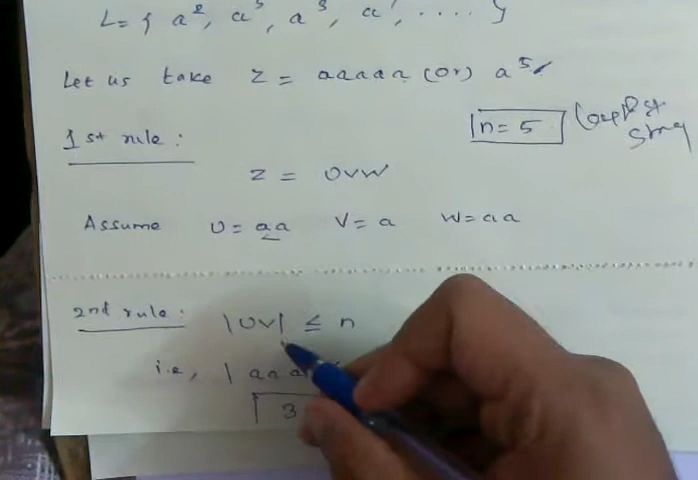 L= { a², a³, a⁵, a⁷, .... }
Let us take Z = aaaaa (or) a⁵
n = 5
1st rule :
Z = UVW
Assume U = aa V = a W = aa
2nd rule : |UV| ≤ n
i.e, | aaa
3